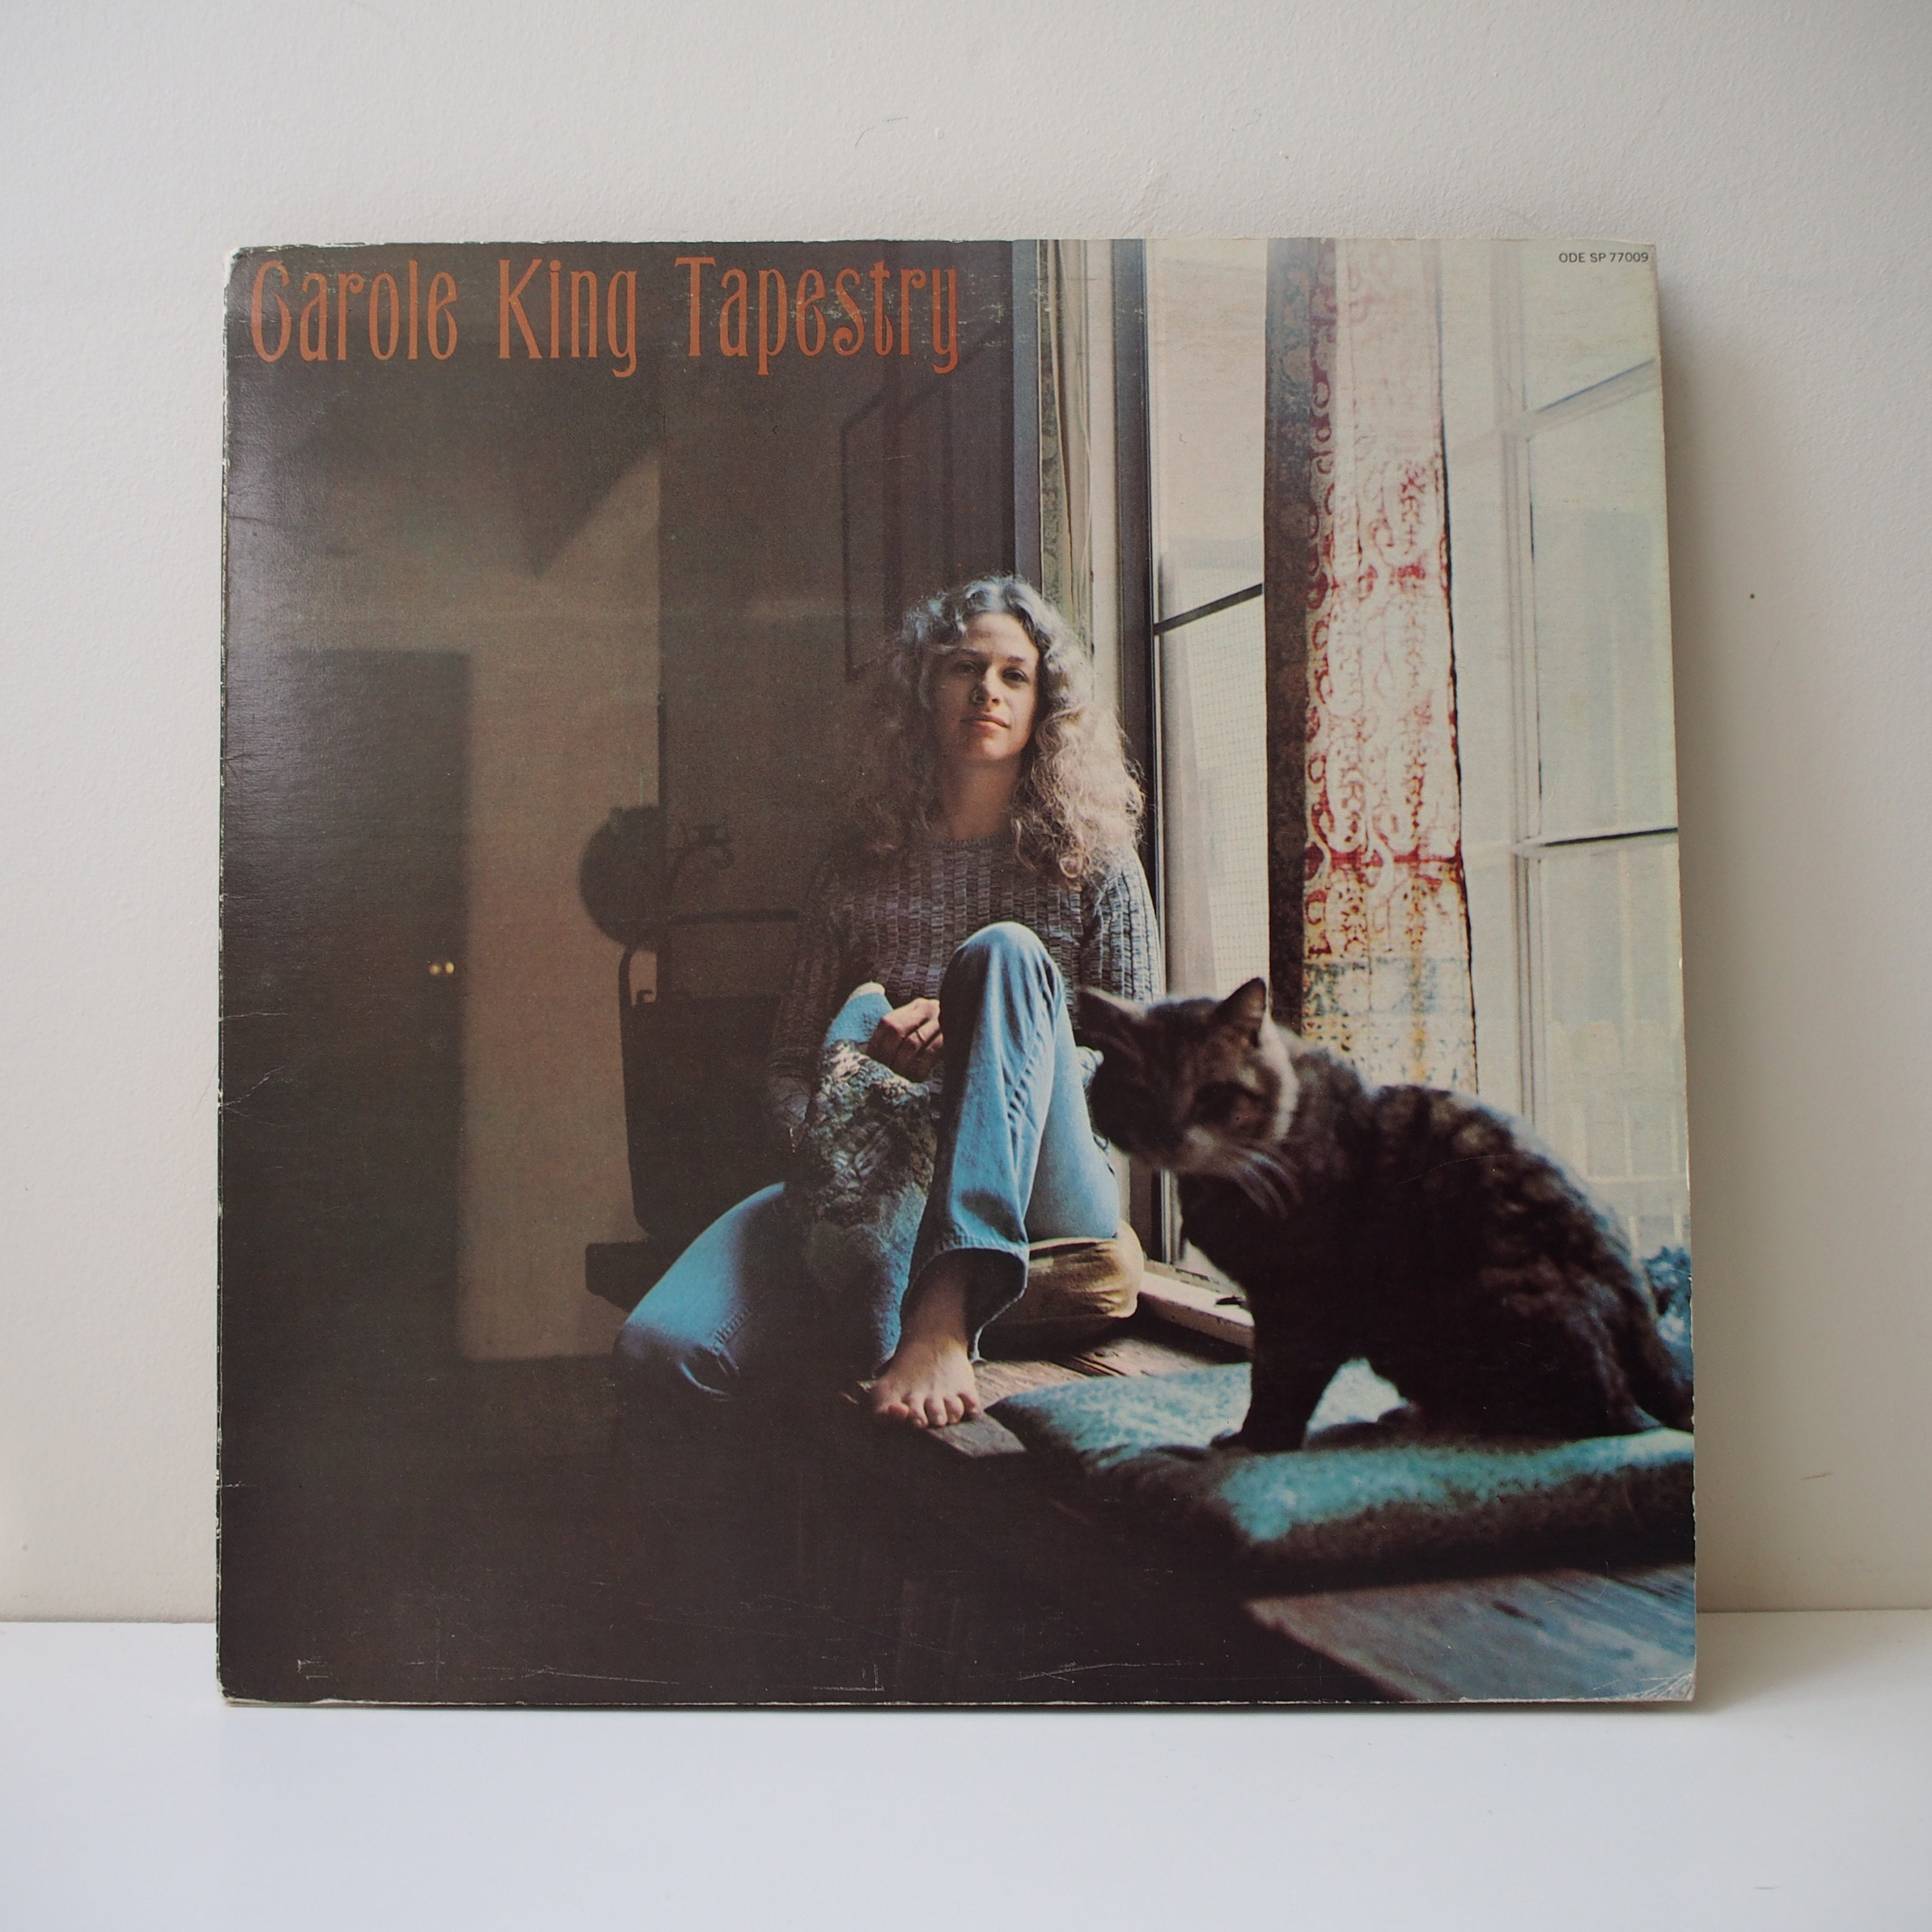 Carole King Tapestry
ODE SP 77009